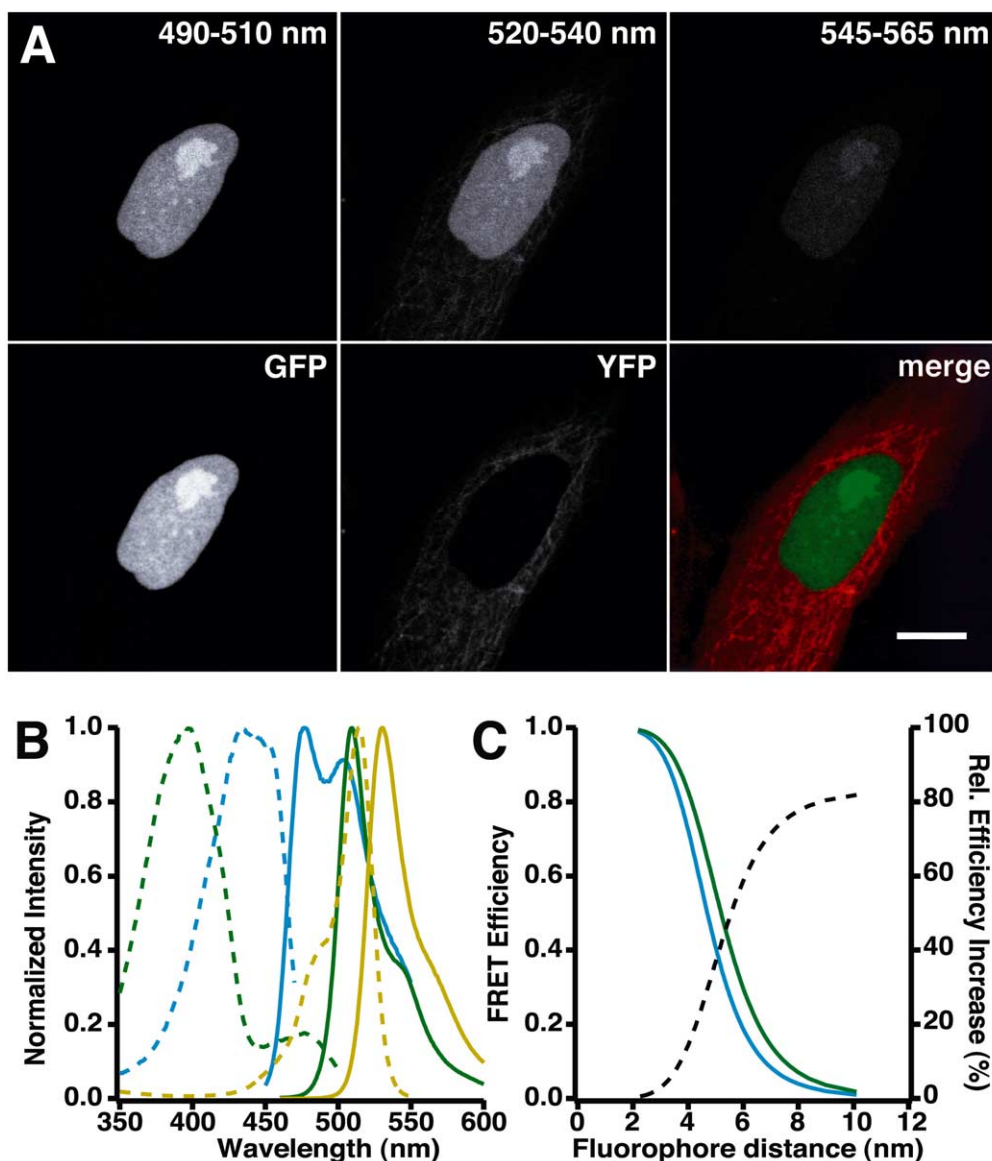 A
490-510 nm
520-540 nm
545-565 nm
GFP
YFP
merge
B
Normalized Intensity
1.0
0.8
0.6
0.4
0.2
0.0
350 400 450 500 550 600
Wavelength (nm)
C
FRET Efficiency
1.0
0.8
0.6
0.4
0.2
0.0
0 2 4 6 8 10 12
Fluorophore distance (nm)
100
80
60
40
20
0
Rel. Efficiency Increase (%)